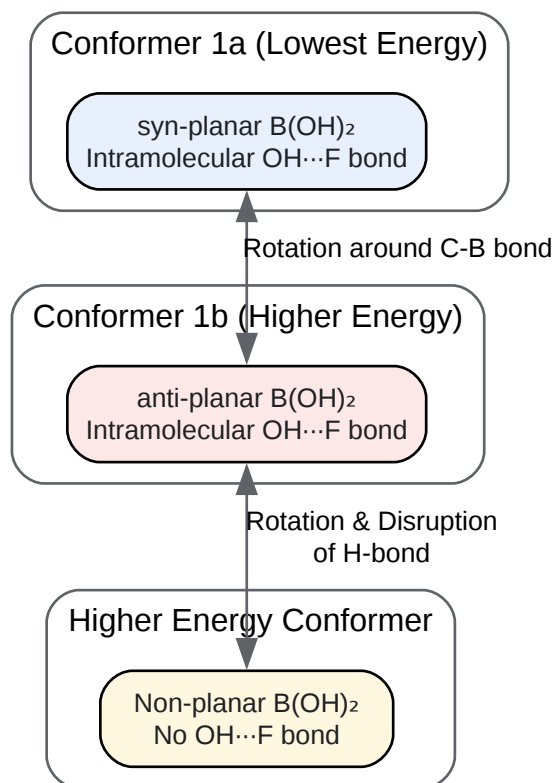 Conformer 1a (Lowest Energy)
syn-planar B(OH)₂
Intramolecular OH···F bond
Rotation around C-B bond
Conformer 1b (Higher Energy)
anti-planar B(OH)₂
Intramolecular OH···F bond
Rotation & Disruption
of H-bond
Higher Energy Conformer
Non-planar B(OH)₂
No OH···F bond